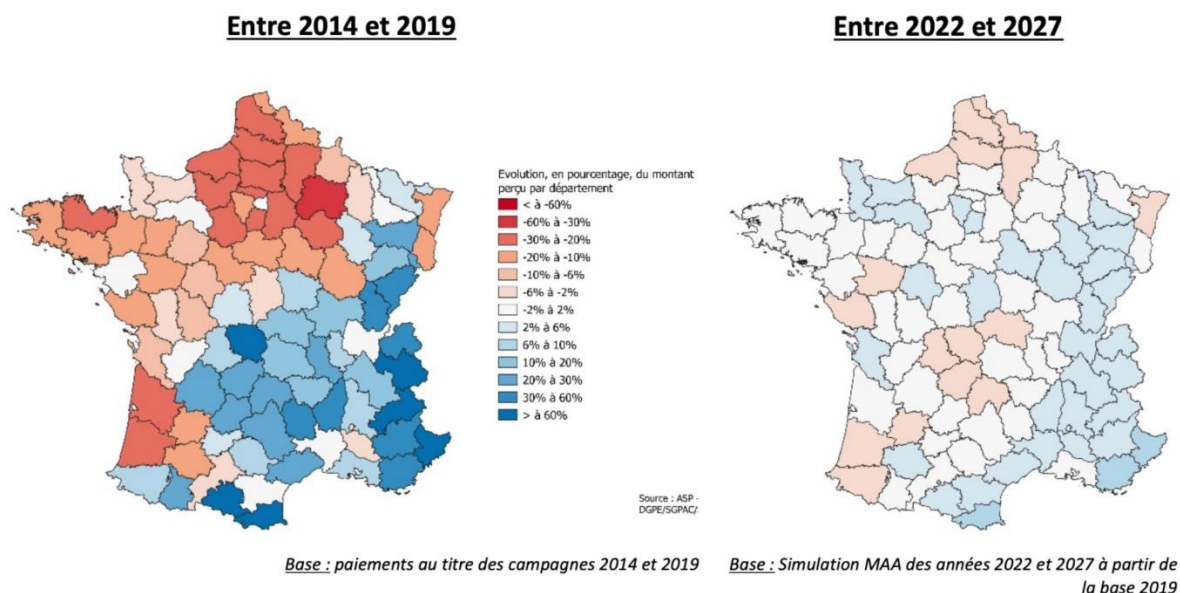 Entre 2014 et 2019
Entre 2022 et 2027
Evolution, en pourcentage, du montant
perçu par département
< à -60%
-60% à -30%
-30% à -20%
-20% à -10%
-10% à -6%
-6% à -2%
-2% à 2%
2% à 6%
6% à 10%
10% à 20%
20% à 30%
30% à 60%
> à 60%
Source : ASP -
DGPE/SGPAC/
Base : paiements au titre des campagnes 2014 et 2019
Base : Simulation MAA des années 2022 et 2027 à partir de
la base 2019